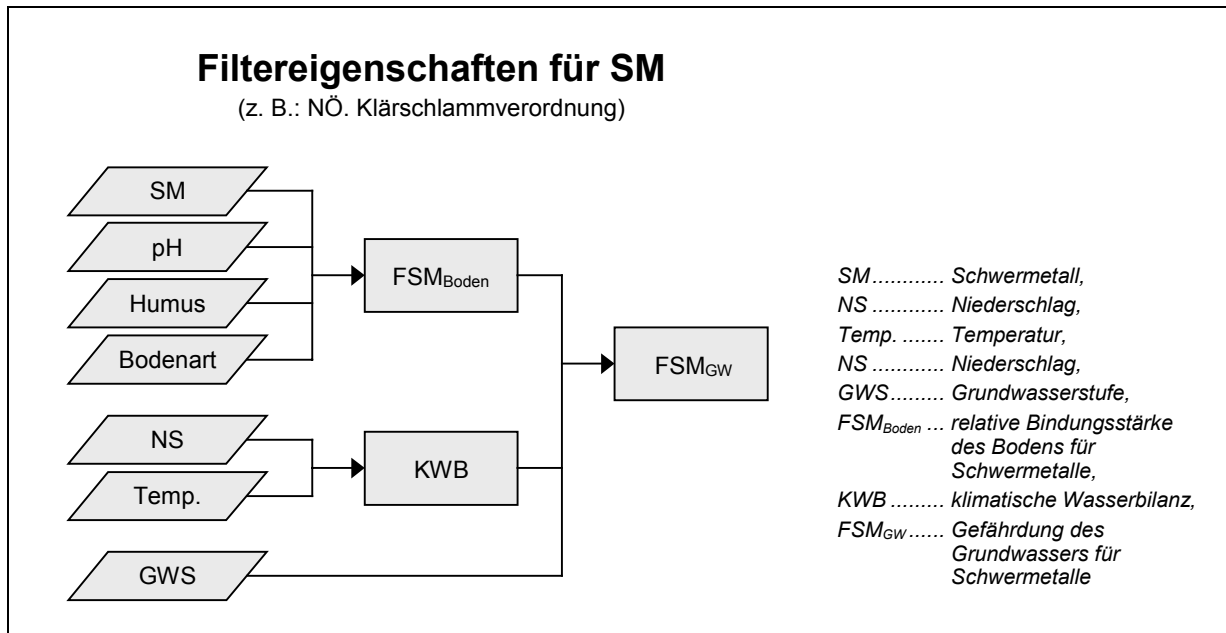 Filtereigenschaften für SM
(z. B.: NÖ. Klärschlammverordnung)
SM
pH
Humus
Bodenart
FSMBoden
NS
Temp.
KWB
GWS
FSMGW
SM ............ Schwermetall,
NS ............ Niederschlag,
Temp. ....... Temperatur,
NS ............ Niederschlag,
GWS ......... Grundwasserstufe,
FSMBoden ... relative Bindungsstärke
des Bodens für
Schwermetalle,
KWB ......... klimatische Wasserbilanz,
FSMGW ...... Gefährdung des
Grundwassers für
Schwermetalle